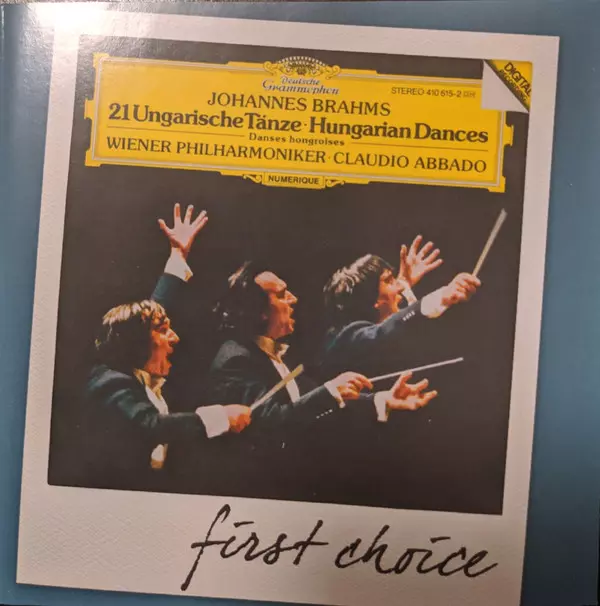 Deutsche
Grammophon
STEREO 410 615-2 GH
DIGITAL
JOHANNES BRAHMS
21 Ungarische Tänze · Hungarian Dances
Danses hongroises
WIENER PHILHARMONIKER · CLAUDIO ABBADO
NUMERIQUE
first choice